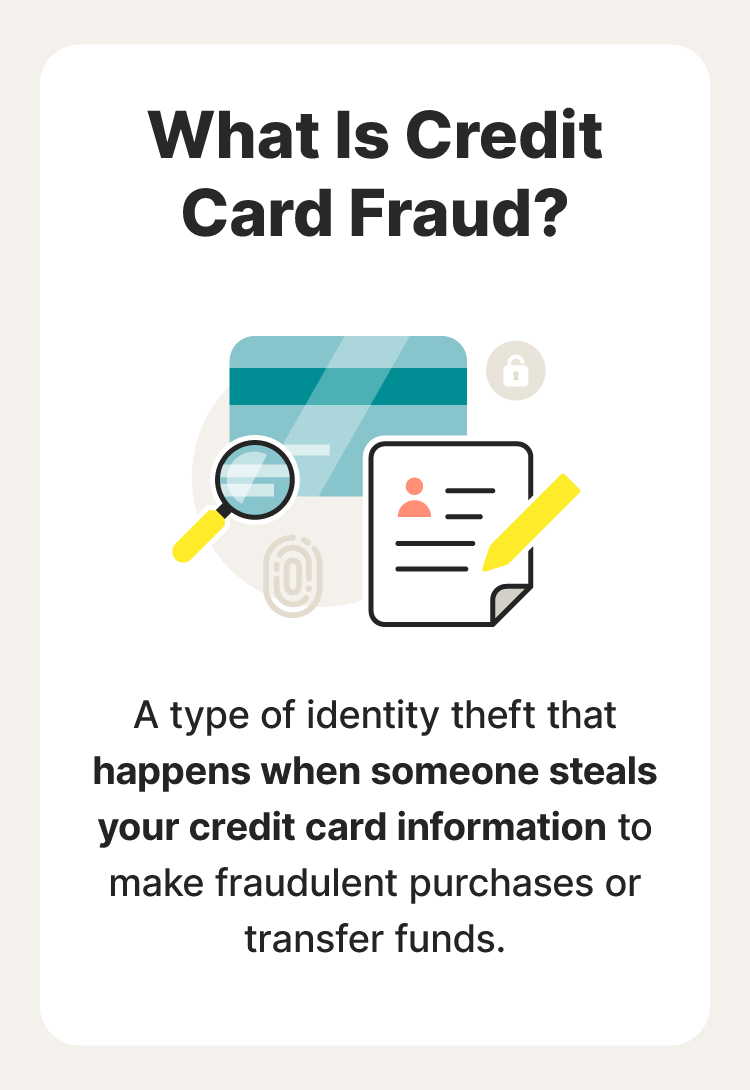 What Is Credit
Card Fraud?
A type of identity theft that
happens when someone steals
your credit card information to
make fraudulent purchases or
transfer funds.